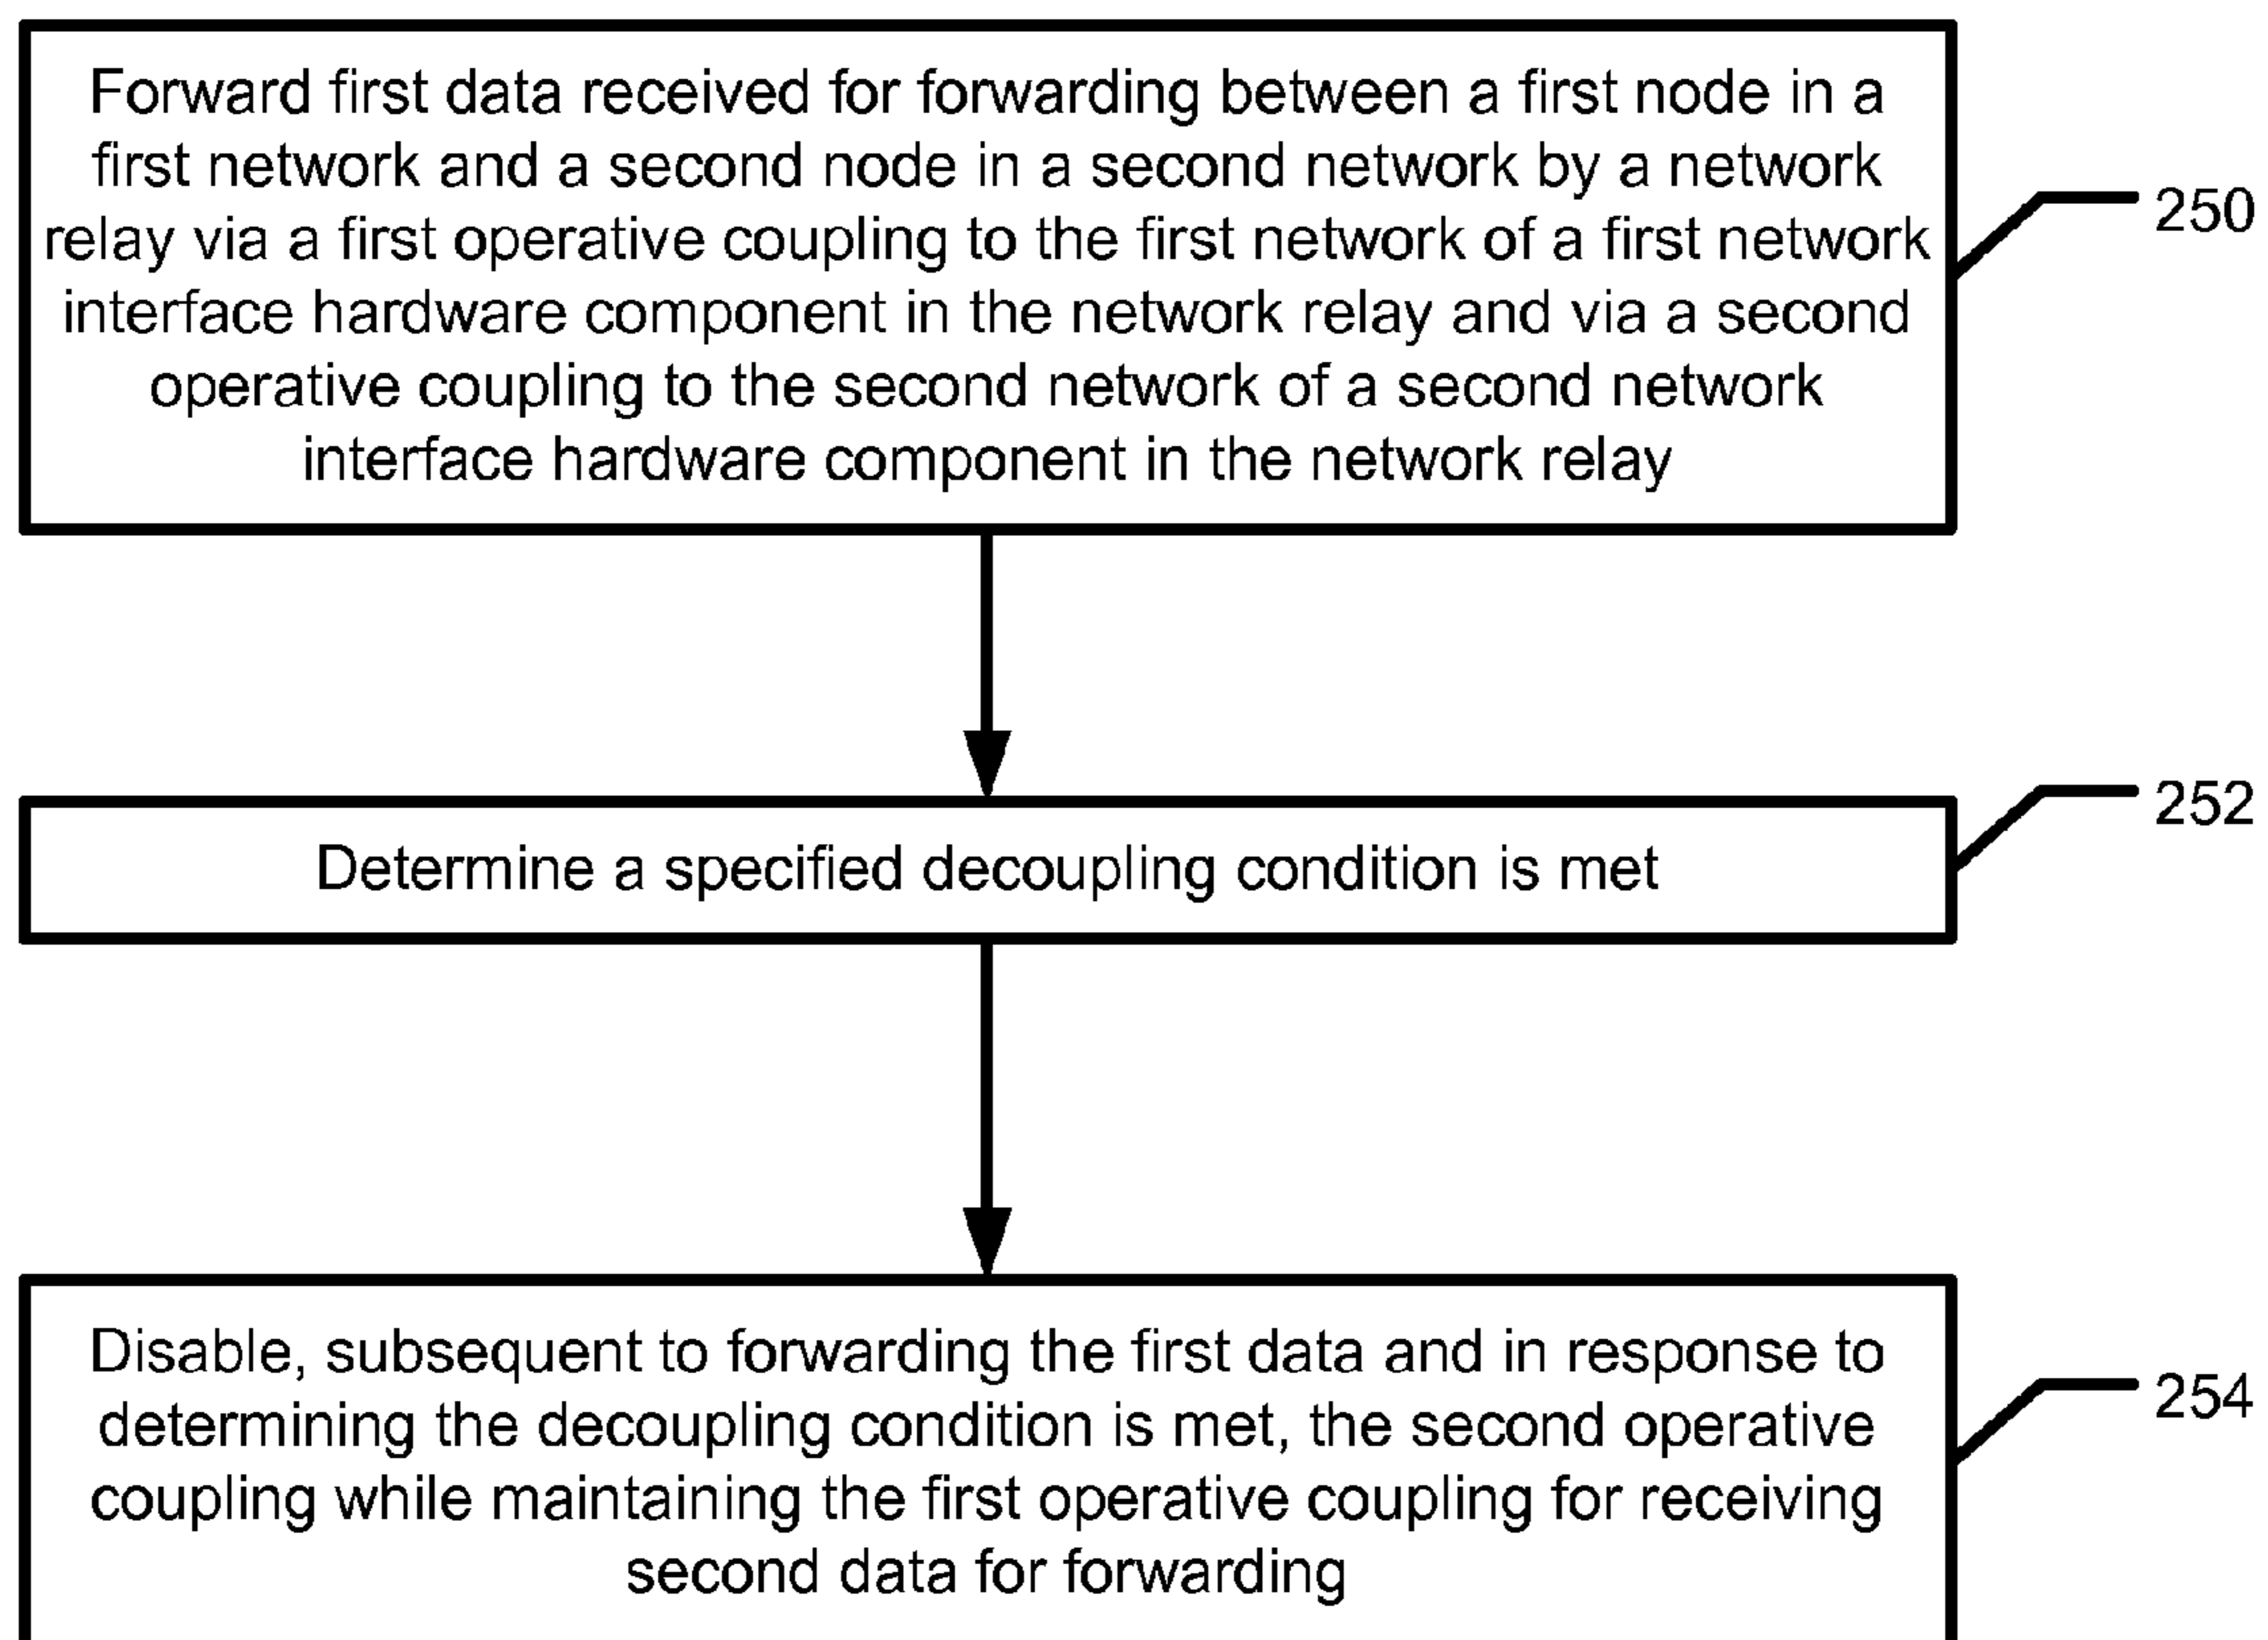 Forward first data received for forwarding between a first node in a
first network and a second node in a second network by a network
relay via a first operative coupling to the first network of a first network
interface hardware component in the network relay and via a second
operative coupling to the second network of a second network
interface hardware component in the network relay
250
252
Determine a specified decoupling condition is met
Disable, subsequent to forwarding the first data and in response to
determining the decoupling condition is met, the second operative
coupling while maintaining the first operative coupling for receiving
second data for forwarding
254